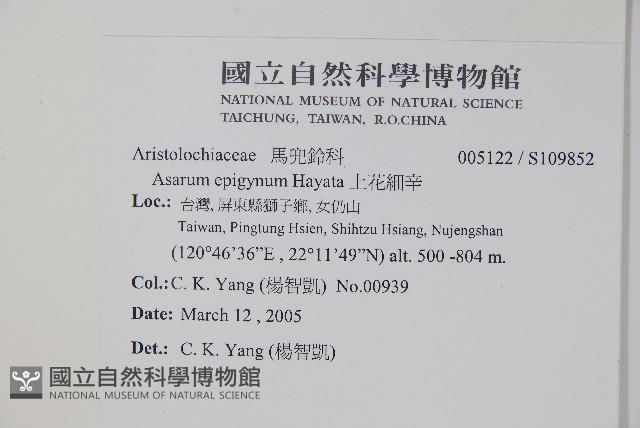 國立自然科學博物館
NATIONAL MUSEUM OF NATURAL SCIENCE
TAICHUNG, TAIWAN, R.O.CHINA
Aristolochiaceae 馬兜鈴科 005122 / S109852
Asarum epigynum Hayata 上花細辛
Loc.: 台灣, 屏東縣獅子鄉, 女仍山
Taiwan, Pingtung Hsien, Shihtzu Hsiang, Nujengshan
(120°46'36”E , 22°11'49”N) alt. 500 -804 m.
Col.: C. K. Yang (楊智凱) No.00939
Date: March 12 , 2005
Det.: C. K. Yang (楊智凱)
國立自然科學博物館
NATIONAL MUSEUM OF NATURAL SCIENCE